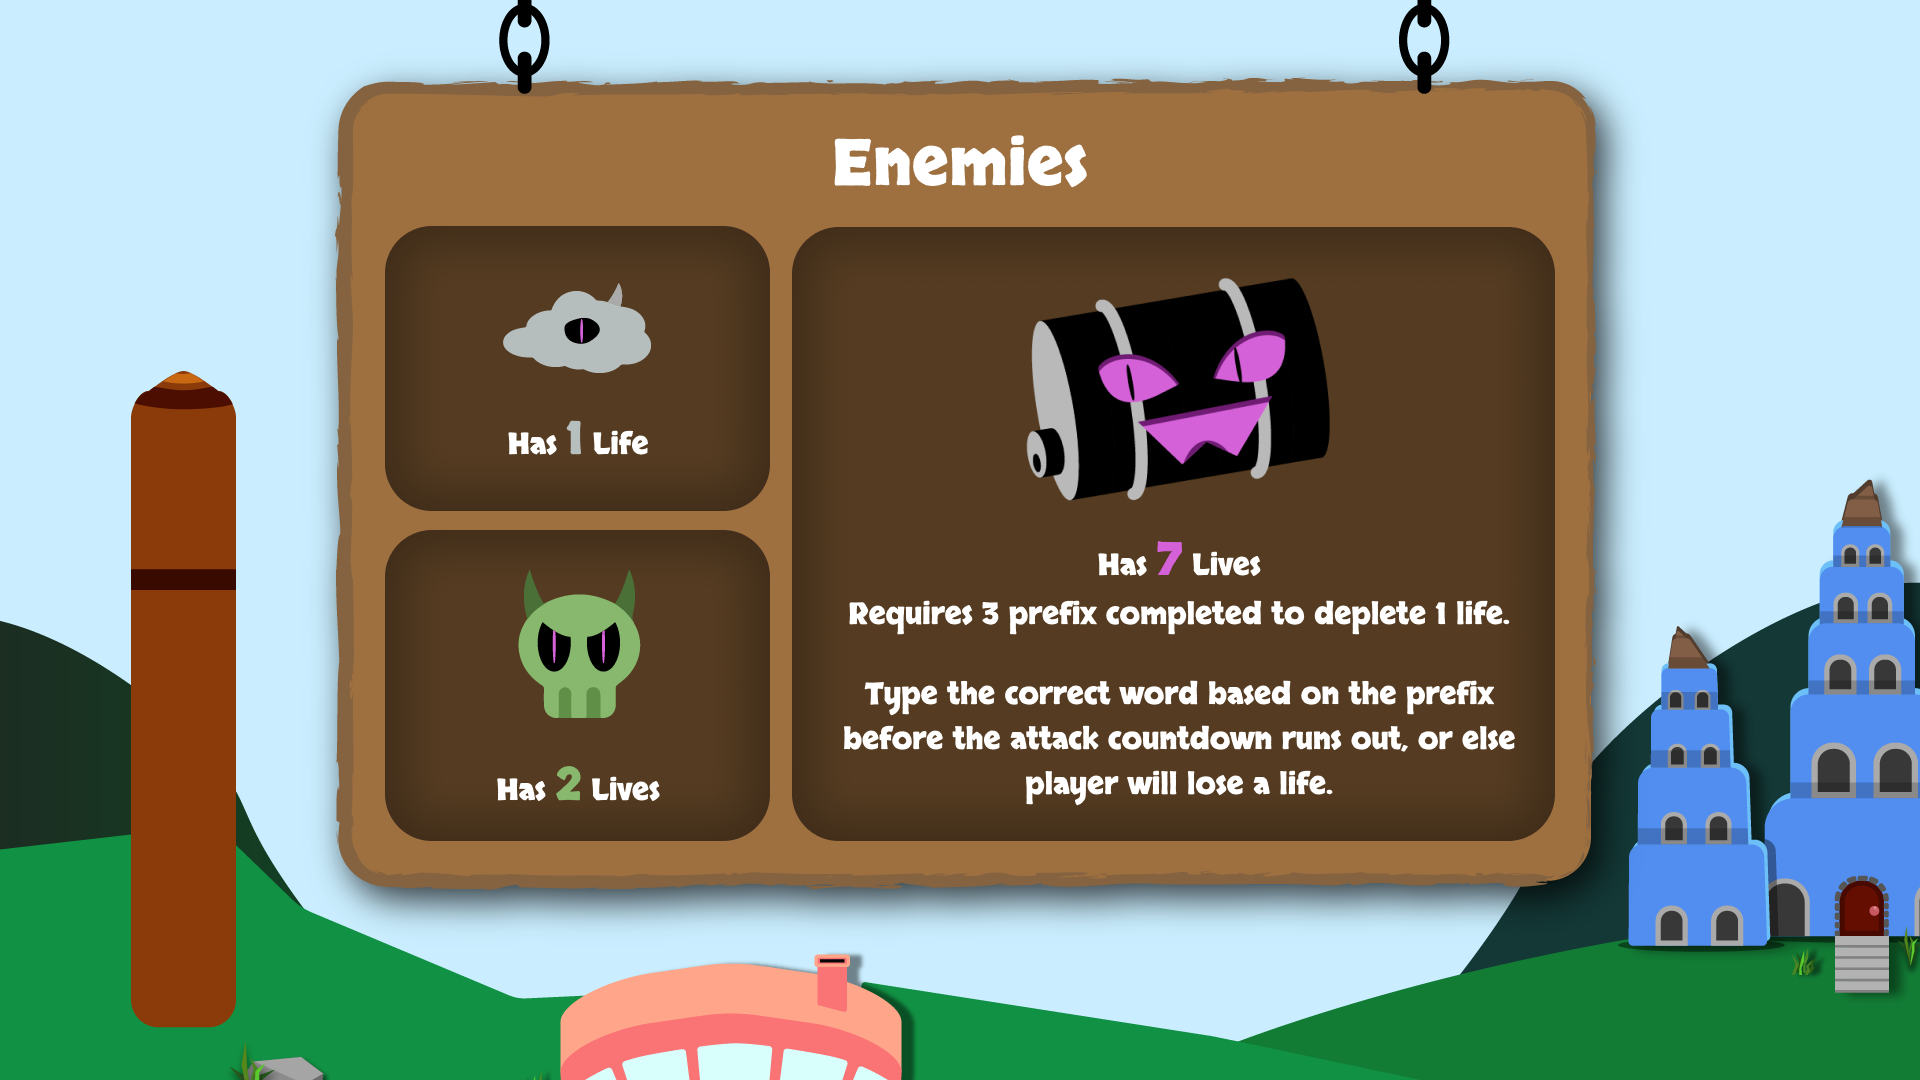 Enemies
Has 1 Life
Has 2 Lives
Has 7 Lives
Requires 3 prefix completed to deplete 1 life.
Type the correct word based on the prefix
before the attack countdown runs out, or else
player will lose a life.